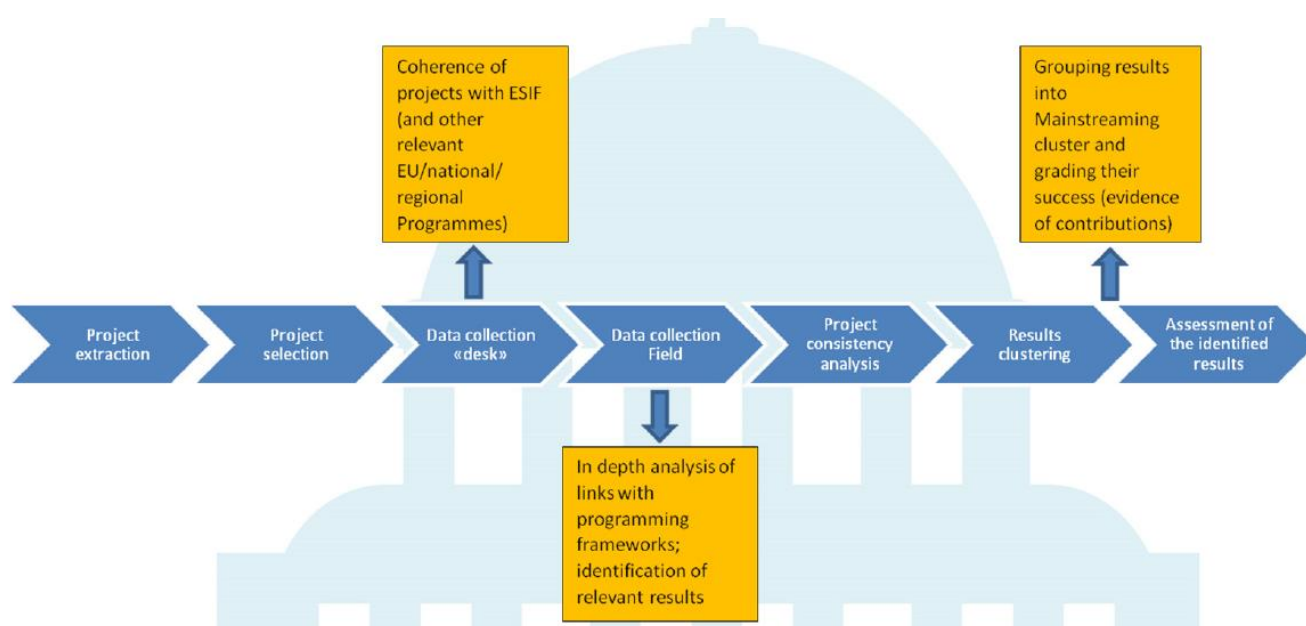 Coherence of
projects with ESIF
(and other
relevant
EU/national/
regional
Programmes)
Grouping results
into
Mainstreaming
cluster and
grading their
success (evidence
of contributions)
Project
extraction
Project
selection
Data collection
«desk»
Data collection
Field
Project
consistency
analysis
Results
clustering
Assessment of
the identified
results
In depth analysis of
links with
programming
frameworks;
identification of
relevant results